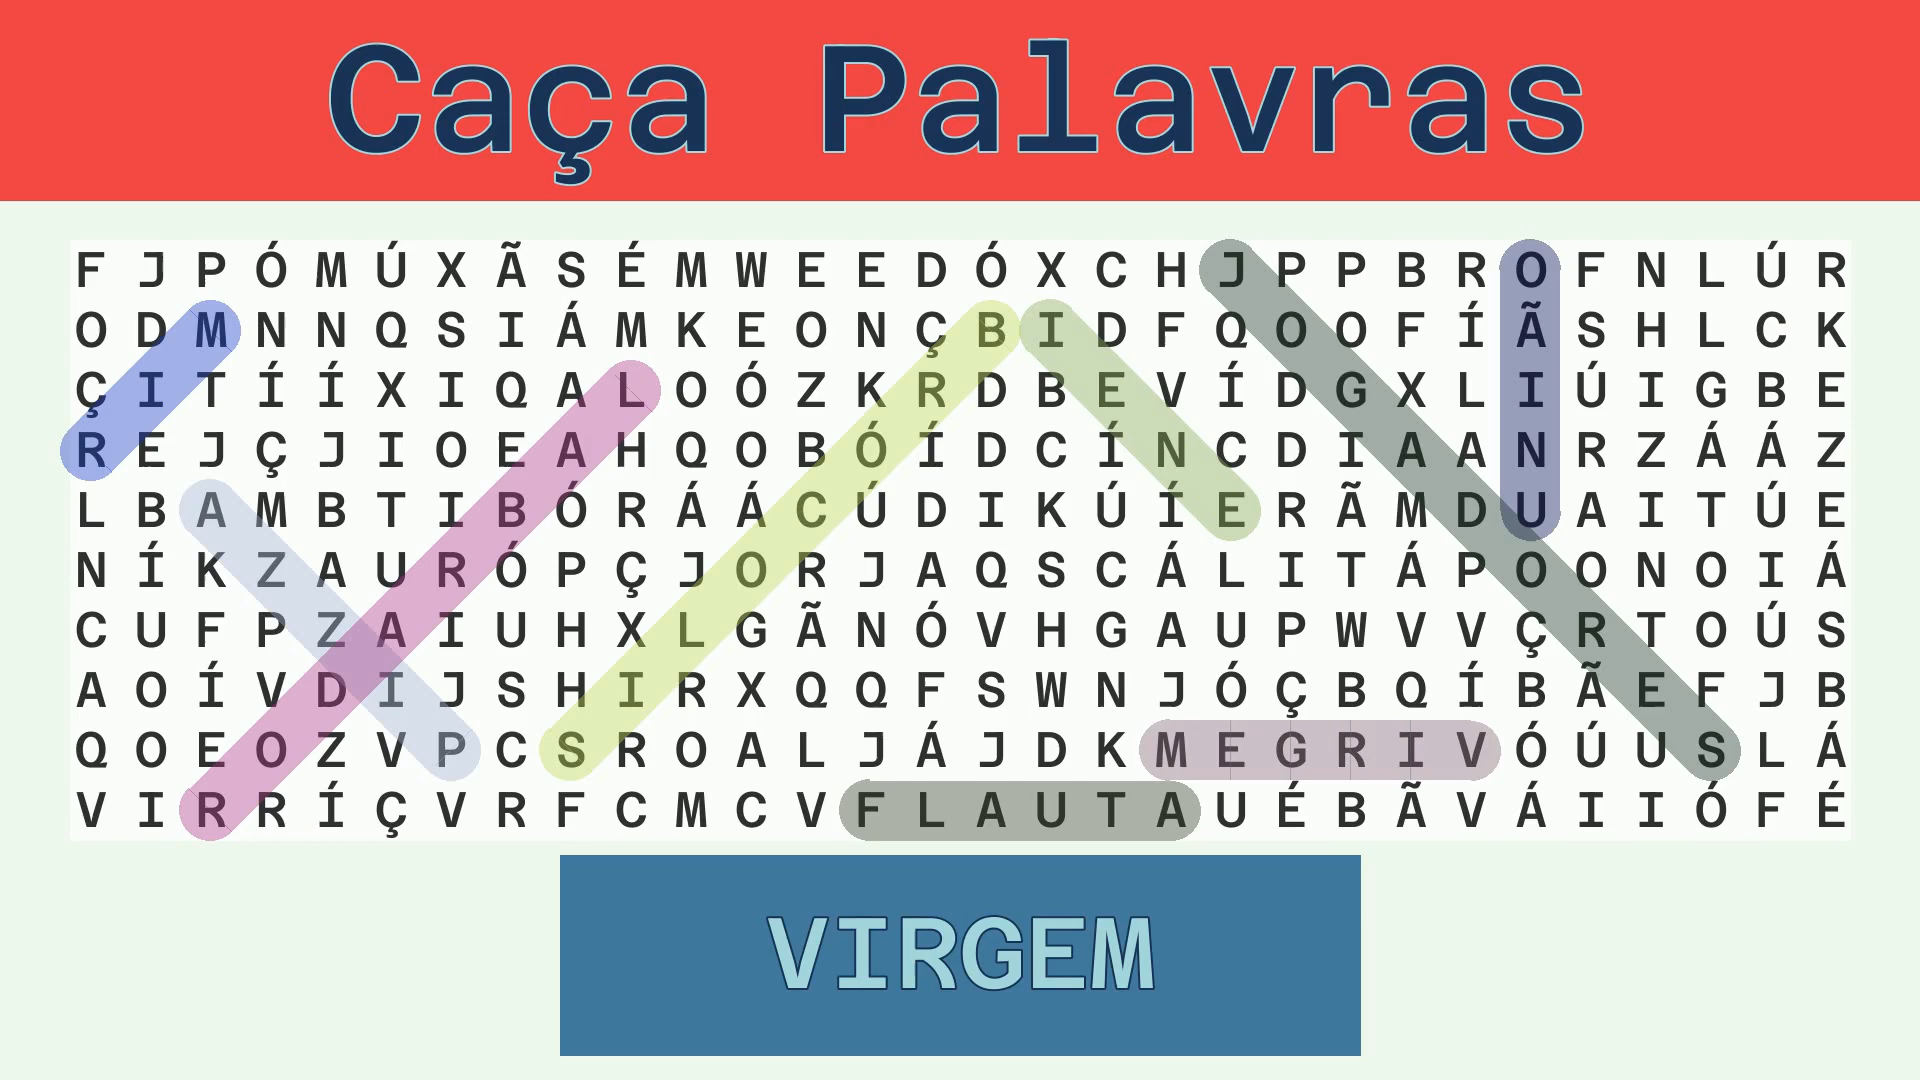 Caça Palavras
F J P Ó M Ú X Ã S É M W E E D Ó X C H J P P B R O F N L Ú R
O D M N N Q S I Á M K E O N Ç B I D F Q O O F Í Ã S H L C K
Ç I T Í Í X I Q A L O Ó Z K R D B E V Í D G X L I Ú I G B E
R E J Ç J I O E A H Q O B Ó Í D C Í N C D I A A N R Z Á Á Z
L B A M B T I B Ó R Á Á C Ú D I K Ú Í E R Ã M D U A I T Ú E
N Í K Z A U R Ó P Ç J O R J A Q S C Á L I T Á P O O N O I Á
C U F P Z A I U H X L G Ã N Ó V H G A U P W V V Ç R T O Ú S
A O Í V D I J S H I R X Q Q F S W N J Ó Ç B Q Í B Ã E F J B
Q O E O Z V P C S R O A L J Á J D K M E G R I V Ó Ú U S L Á
V I R R Í Ç V R F C M C V F L A U T A U É B Ã V Á I I Ó F É
VIRGEM